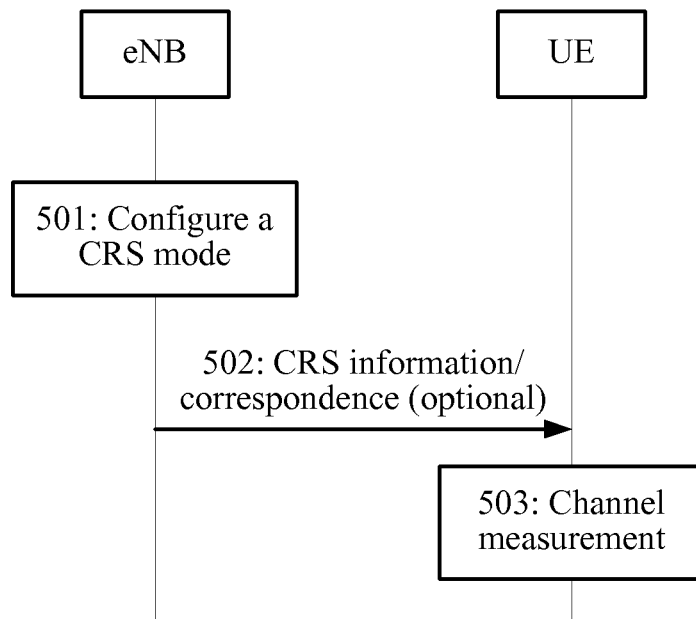 eNB
UE
501: Configure a
CRS mode
502: CRS information/
correspondence (optional)
503: Channel
measurement